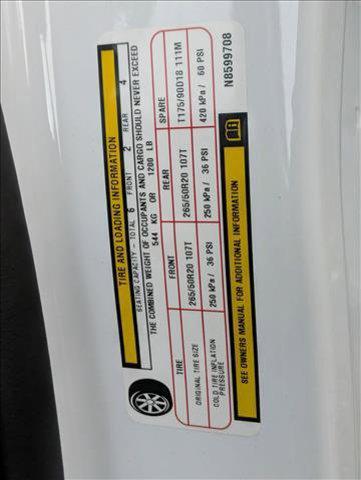 TIRE AND LOADING INFORMATION
SEATING CAPACITY - TOTAL 6 FRONT 2 REAR 4
THE COMBINED WEIGHT OF OCCUPANTS AND CARGO SHOULD NEVER EXCEED
544 KG OR 1200 LB
TIRE FRONT REAR SPARE
ORIGINAL TIRE SIZE 265/50R20 107T 265/50R20 107T T175/90D18 111M
COLD TIRE INFLATION PRESSURE 250 kPa / 36 PSI 250 kPa / 36 PSI 420 kPa / 60 PSI
SEE OWNERS MANUAL FOR ADDITIONAL INFORMATION
N8599708